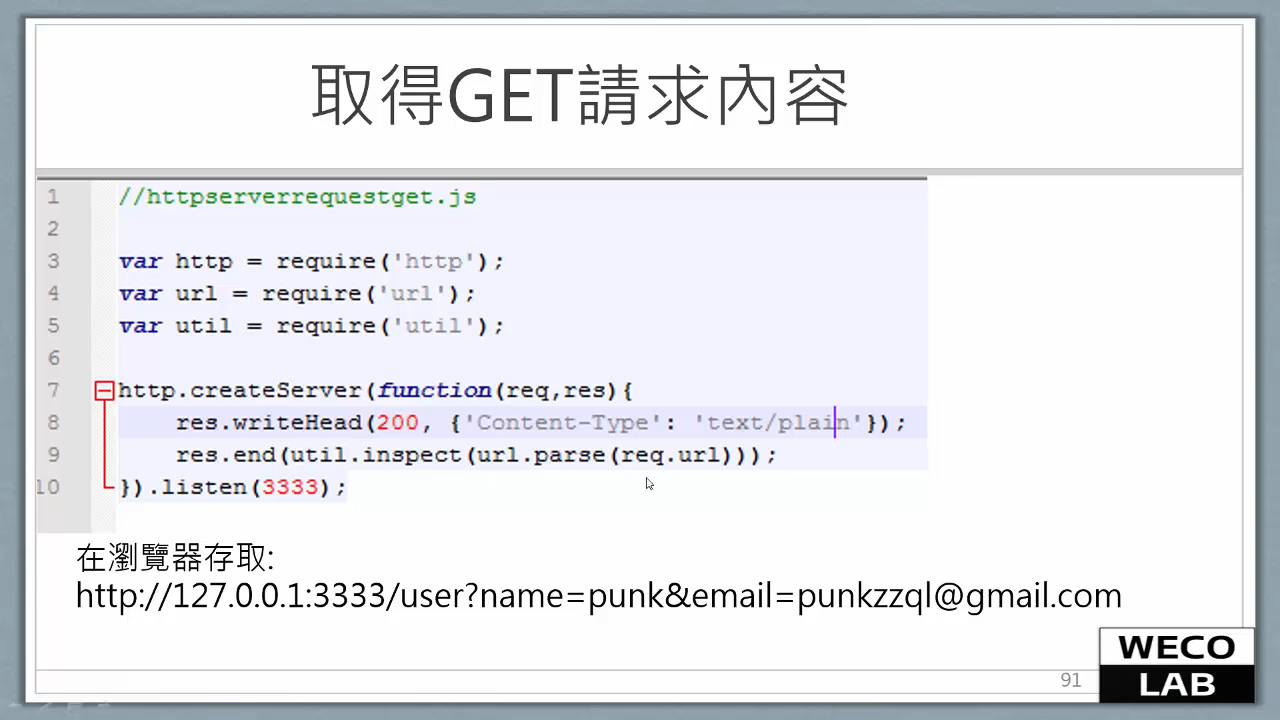 取得GET請求內容
1 //httpserverrequestget.js
2
3 var http = require('http');
4 var url = require('url');
5 var util = require('util');
6
7 http.createServer(function(req,res){
8 res.writeHead(200, {'Content-Type': 'text/plain'});
9 res.end(util.inspect(url.parse(req.url)));
10 }).listen(3333);
在瀏覽器存取:
http://127.0.0.1:3333/user?name=punk&email=punkzzql@gmail.com
91
WECO
LAB